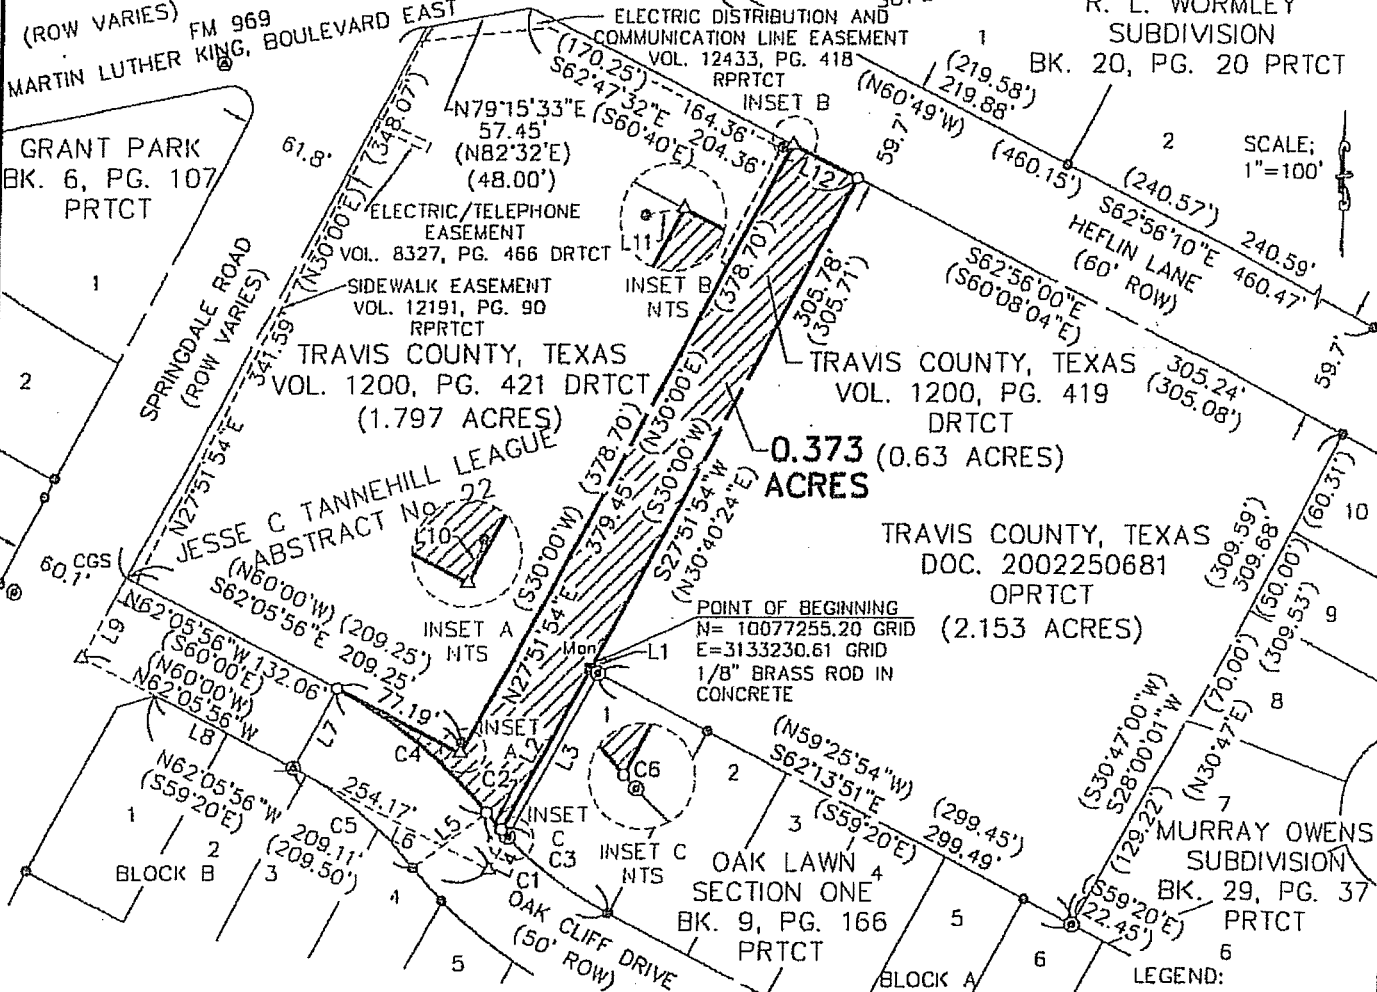 (ROW VARIES)
FM 969
MARTIN LUTHER KING, BOULEVARD EAST
ELECTRIC DISTRIBUTION AND
COMMUNICATION LINE EASEMENT
VOL. 12433, PG. 418
RPRTCT
R. L. WORMLEY
SUBDIVISION
BK. 20, PG. 20 PRTCT
1
2
SCALE;
1"=100'
GRANT PARK
BK. 6, PG. 107
PRTCT
1
2
61.8'
(348.07')
(N30°00'E)
341.59'
N27°51'54"E
SPRINGDALE ROAD
(ROW VARIES)
N79°15'33"E
57.45'
(N82°32'E)
(48.00')
(170.25')
S62°47'32"E
(S60°40'E)
164.36'
204.36'
INSET B
L12
59.7'
(219.58')
219.88'
(N60°49'W)
(460.15')
(240.57')
S62°56'10"E
240.59'
460.47'
HEFLIN LANE
(60' ROW)
59.7'
S62°56'00"E
(S60°08'04"E)
305.24'
(305.08')
ELECTRIC/TELEPHONE
EASEMENT
VOL. 8327, PG. 466 DRTCT
L11
INSET B
NTS
SIDEWALK EASEMENT
VOL. 12191, PG. 90
RPRTCT
TRAVIS COUNTY, TEXAS
VOL. 1200, PG. 421 DRTCT
(1.797 ACRES)
(378.70')
(N30°00'E)
305.78'
(305.71')
TRAVIS COUNTY, TEXAS
VOL. 1200, PG. 419
DRTCT
0.373 (0.63 ACRES)
ACRES
JESSE C TANNEHILL LEAGUE
ABSTRACT No. 22
(378.70')
(S30°00'W)
379.45'
N27°51'54"E
(S30°00'W)
S27°51'54"W
(N30°40'24"E)
TRAVIS COUNTY, TEXAS
DOC. 2002250681
OPRTCT
(2.153 ACRES)
(60.31')
(309.59')
309.68'
(50.00')
(309.53')
(70.00')
(S30°47'00"W)
S28°00'01"W
(N30°47'E)
(129.22')
10
9
8
7
CGS
60.1'
L9
L10
INSET A
NTS
(N60°00'W) (209.25')
S62°05'56"E 209.25'
N62°05'56"W 132.06'
(S60°00'E)
(N60°00'W)
N62°05'56"W
77.19'
POINT OF BEGINNING
N= 10077255.20 GRID
E=3133230.61 GRID
1/8" BRASS ROD IN
CONCRETE
Mon
L1
INSET
A
C4
C2
L2
L3
L7
L8
N62°05'56"W
(S59°20'E)
209.11'
(209.50')
254.17'
C5
L6
L5
L4
C1
INSET
C
C3
C6
INSET C
NTS
1
2
3
4
5
6
(N59°25'54"W)
S62°13'51"E
(S59°20'E)
(299.45')
299.49'
OAK LAWN
SECTION ONE
BK. 9, PG. 166
PRTCT
MURRAY OWENS
SUBDIVISION
BK. 29, PG. 37
PRTCT
(S59°20'E)
(22.45')
6
1
2
3
4
5
BLOCK B
OAK CLIFF DRIVE
(50' ROW)
BLOCK A
LEGEND: